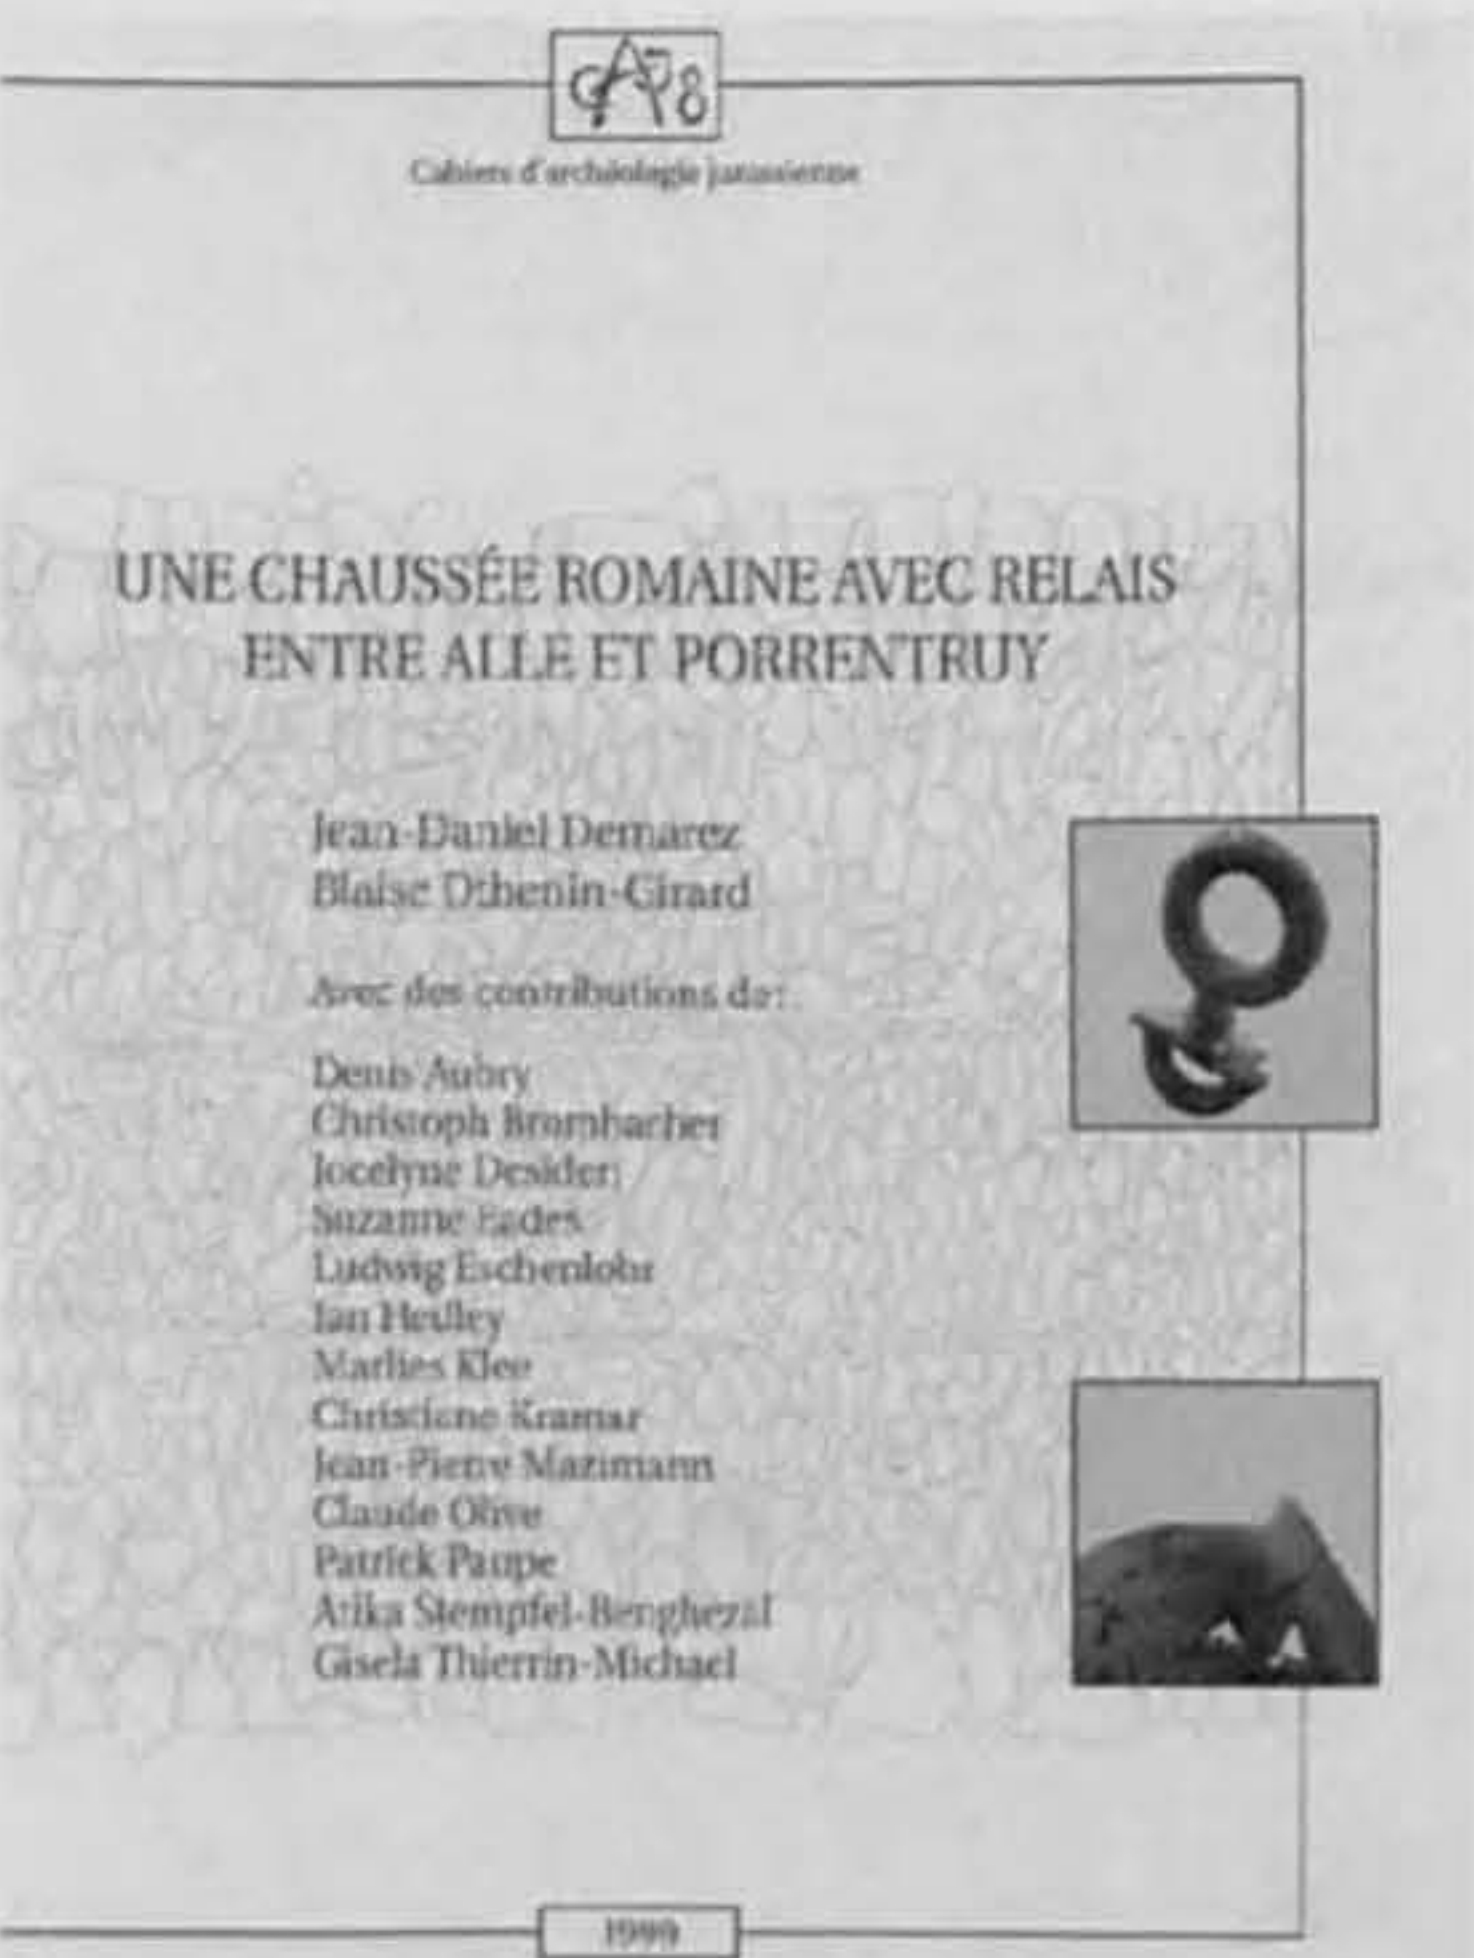 CAJ 8
Cahiers d'archéologie jurassienne
UNE CHAUSSÉE ROMAINE AVEC RELAIS
ENTRE ALLE ET PORRENTRUY
Jean-Daniel Demarez
Blaise Othenin-Girard
Avec des contributions de:
Denis Aubry
Christoph Brombacher
Jocelyne Desideri
Suzanne Eades
Ludwig Eschenlohr
Ian Hedley
Marlies Klee
Christiane Kramar
Jean-Pierre Mazimann
Claude Olive
Patrick Paupe
Atika Stempfel-Benghezal
Gisela Thierrin-Michael
1999